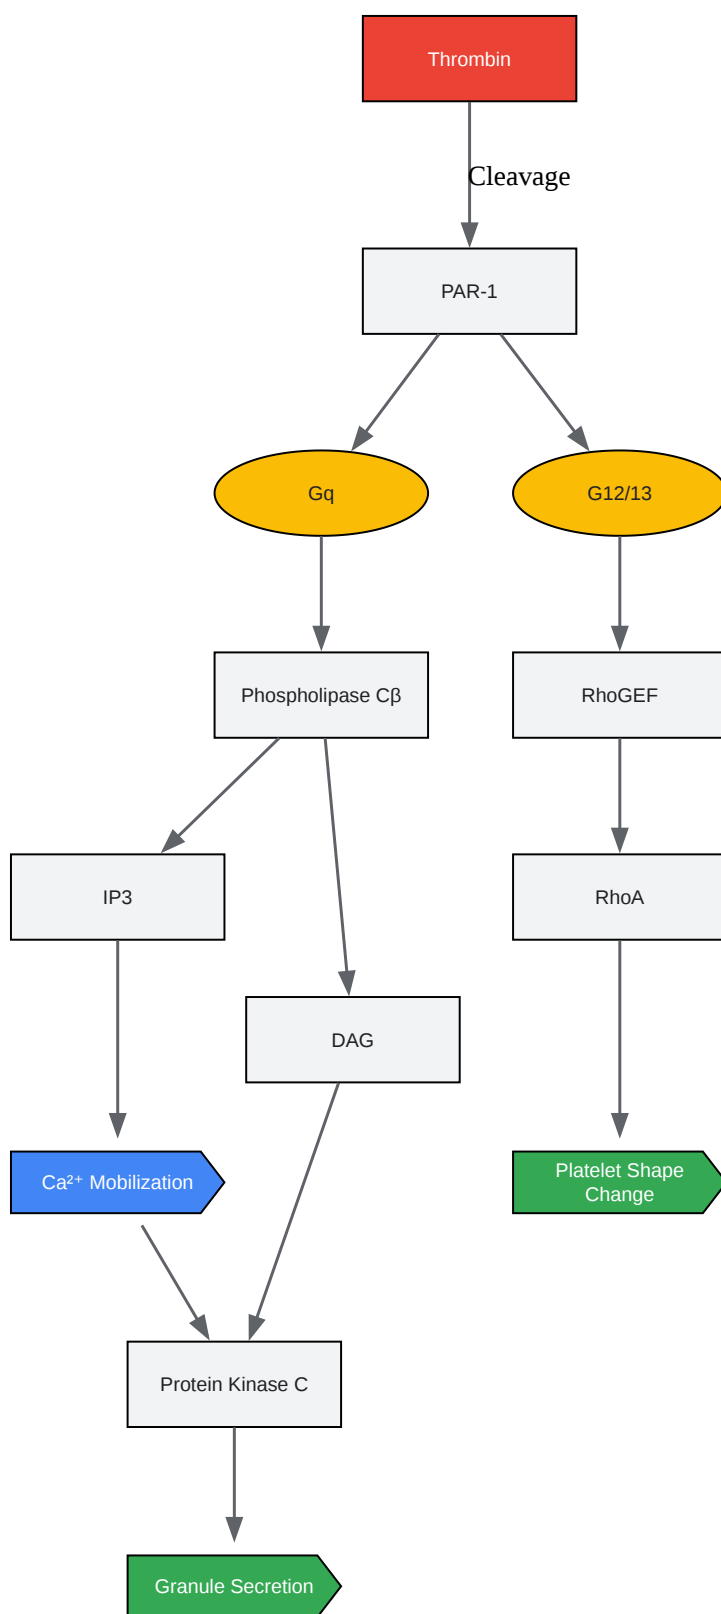 Thrombin
Cleavage
PAR-1
Gq
G12/13
Phospholipase Cβ
RhoGEF
IP3
RhoA
DAG
Ca²⁺ Mobilization
Platelet Shape
Change
Protein Kinase C
Granule Secretion